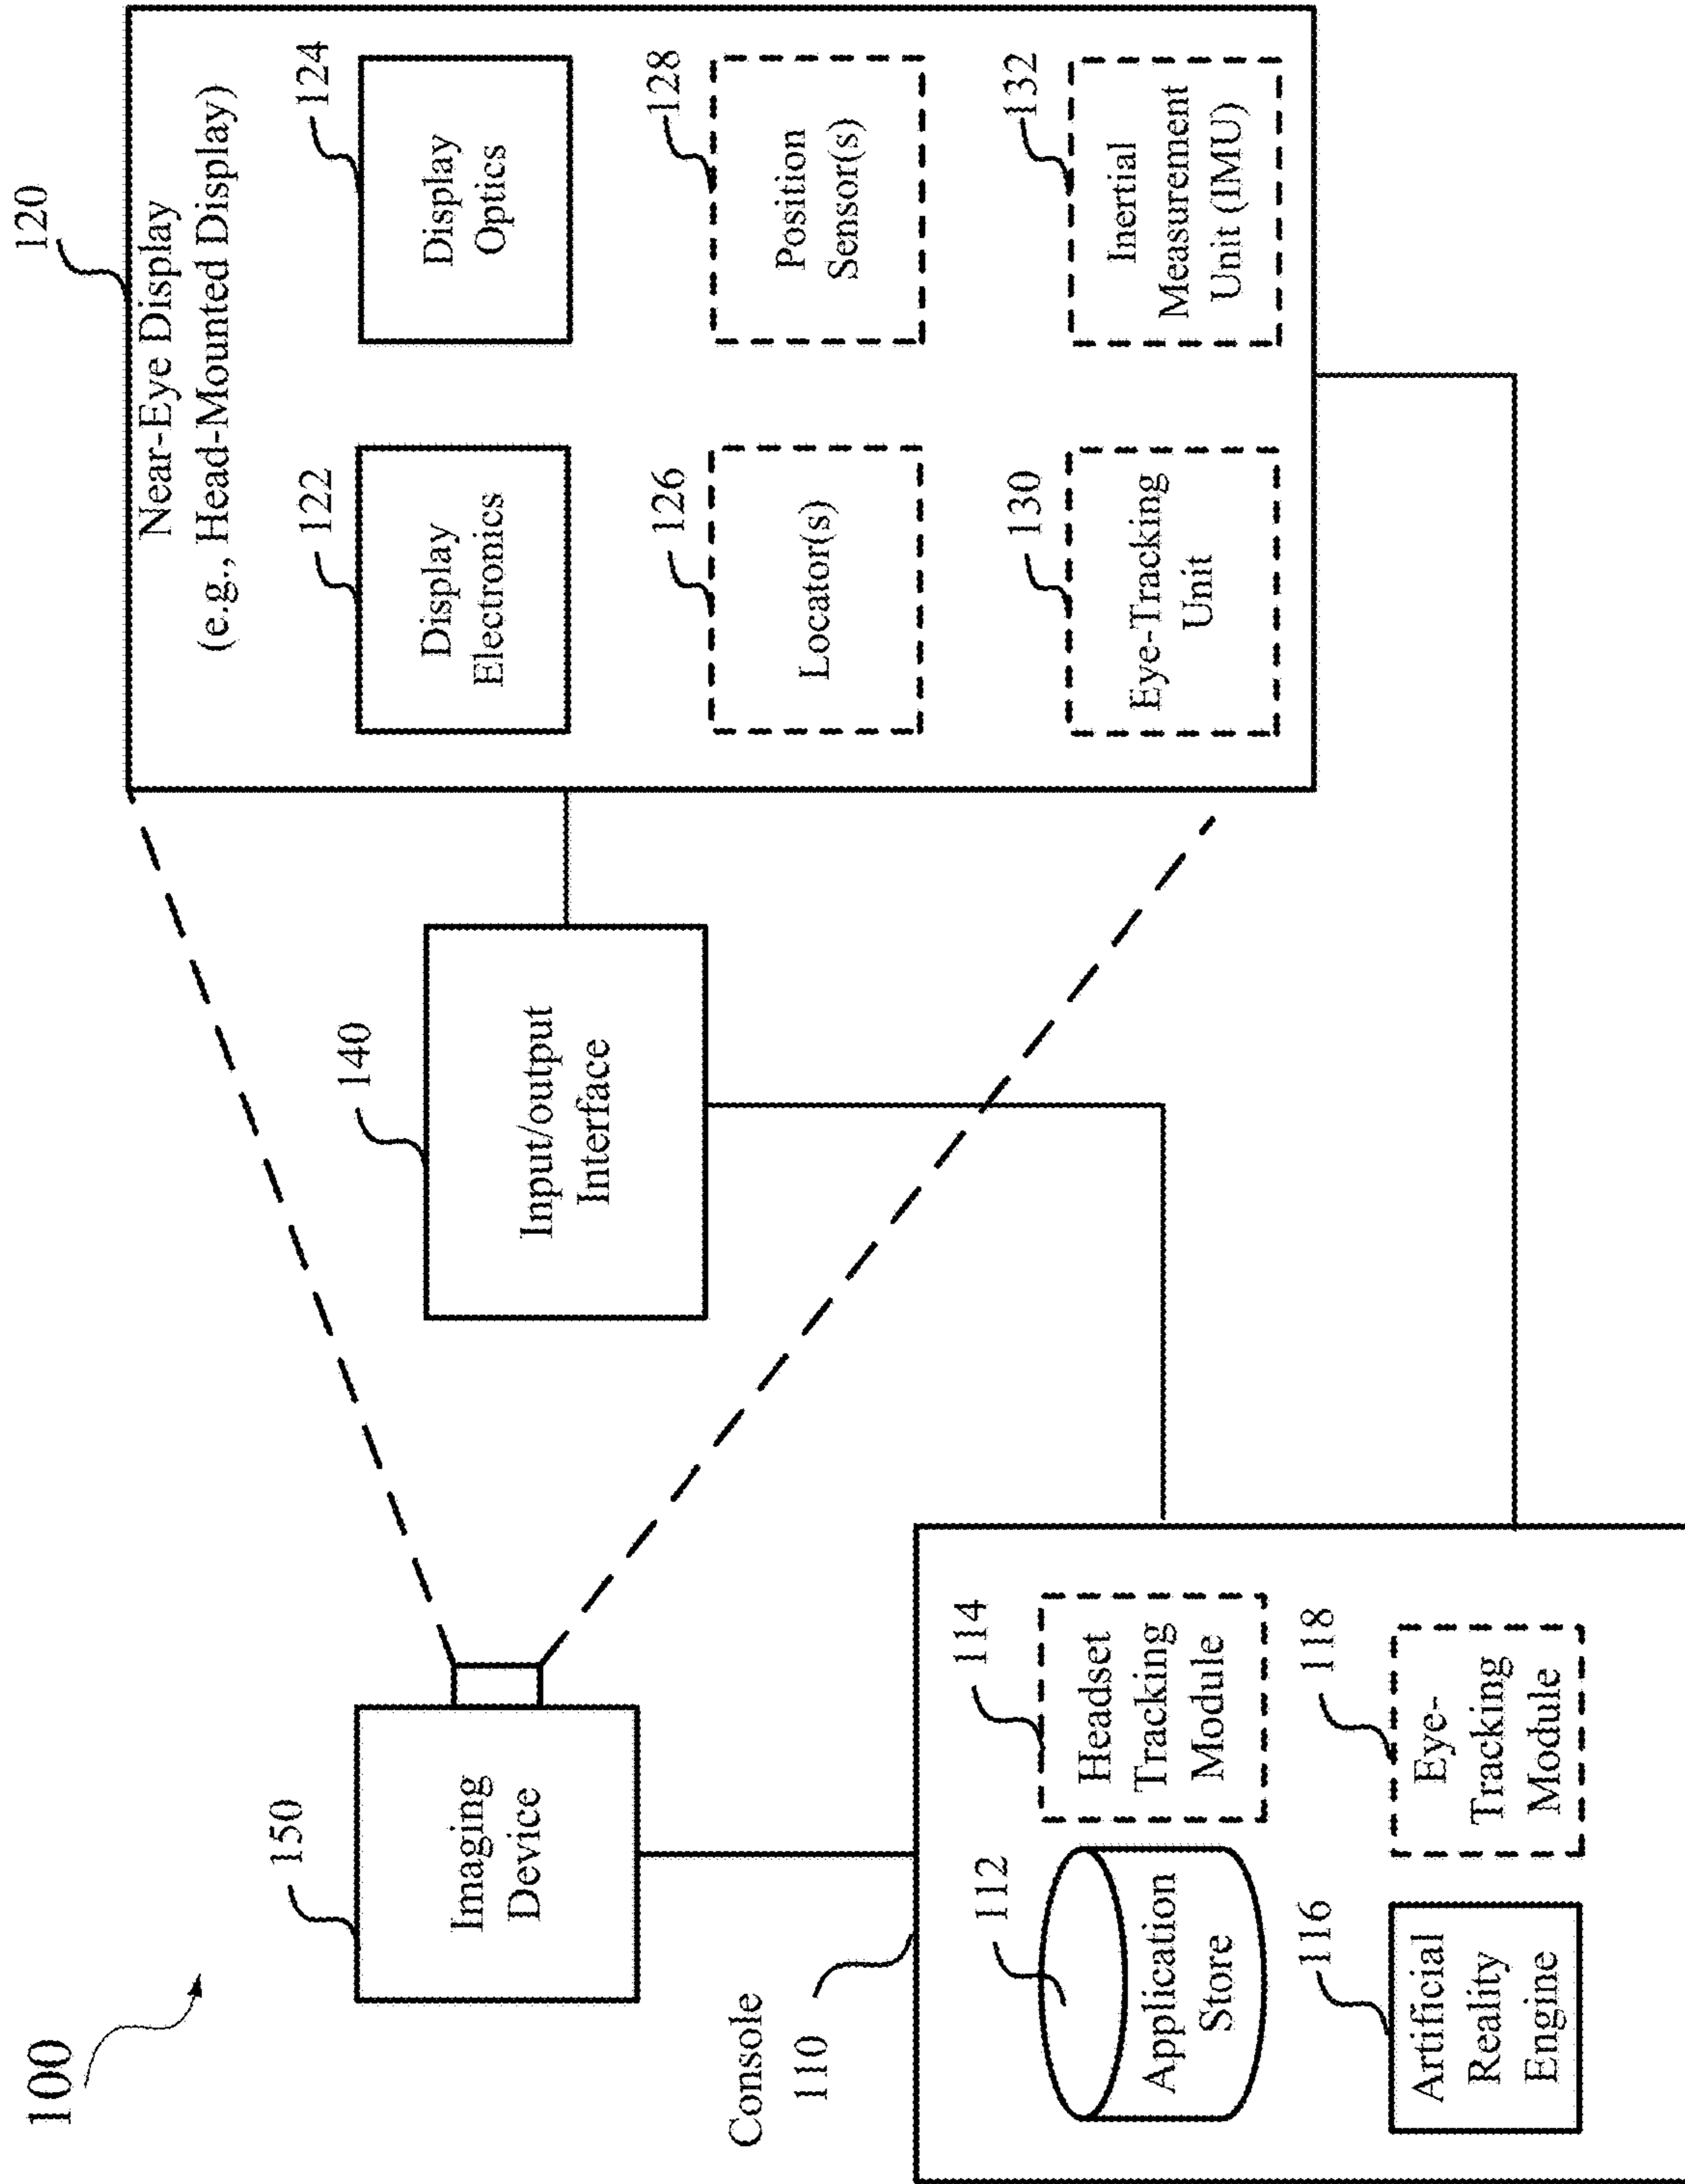 100
150
Imaging
Device
140
Input/output
Interface
120
Near-Eye Display
(e.g., Head-Mounted Display)
122
Display
Electronics
124
Display
Optics
126
Locator(s)
128
Position
Sensor(s)
130
Eye-Tracking
Unit
132
Inertial
Measurement
Unit (IMU)
Console
110
112
Application
Store
114
Headset
Tracking
Module
116
Artificial
Reality
Engine
118
Eye-
Tracking
Module